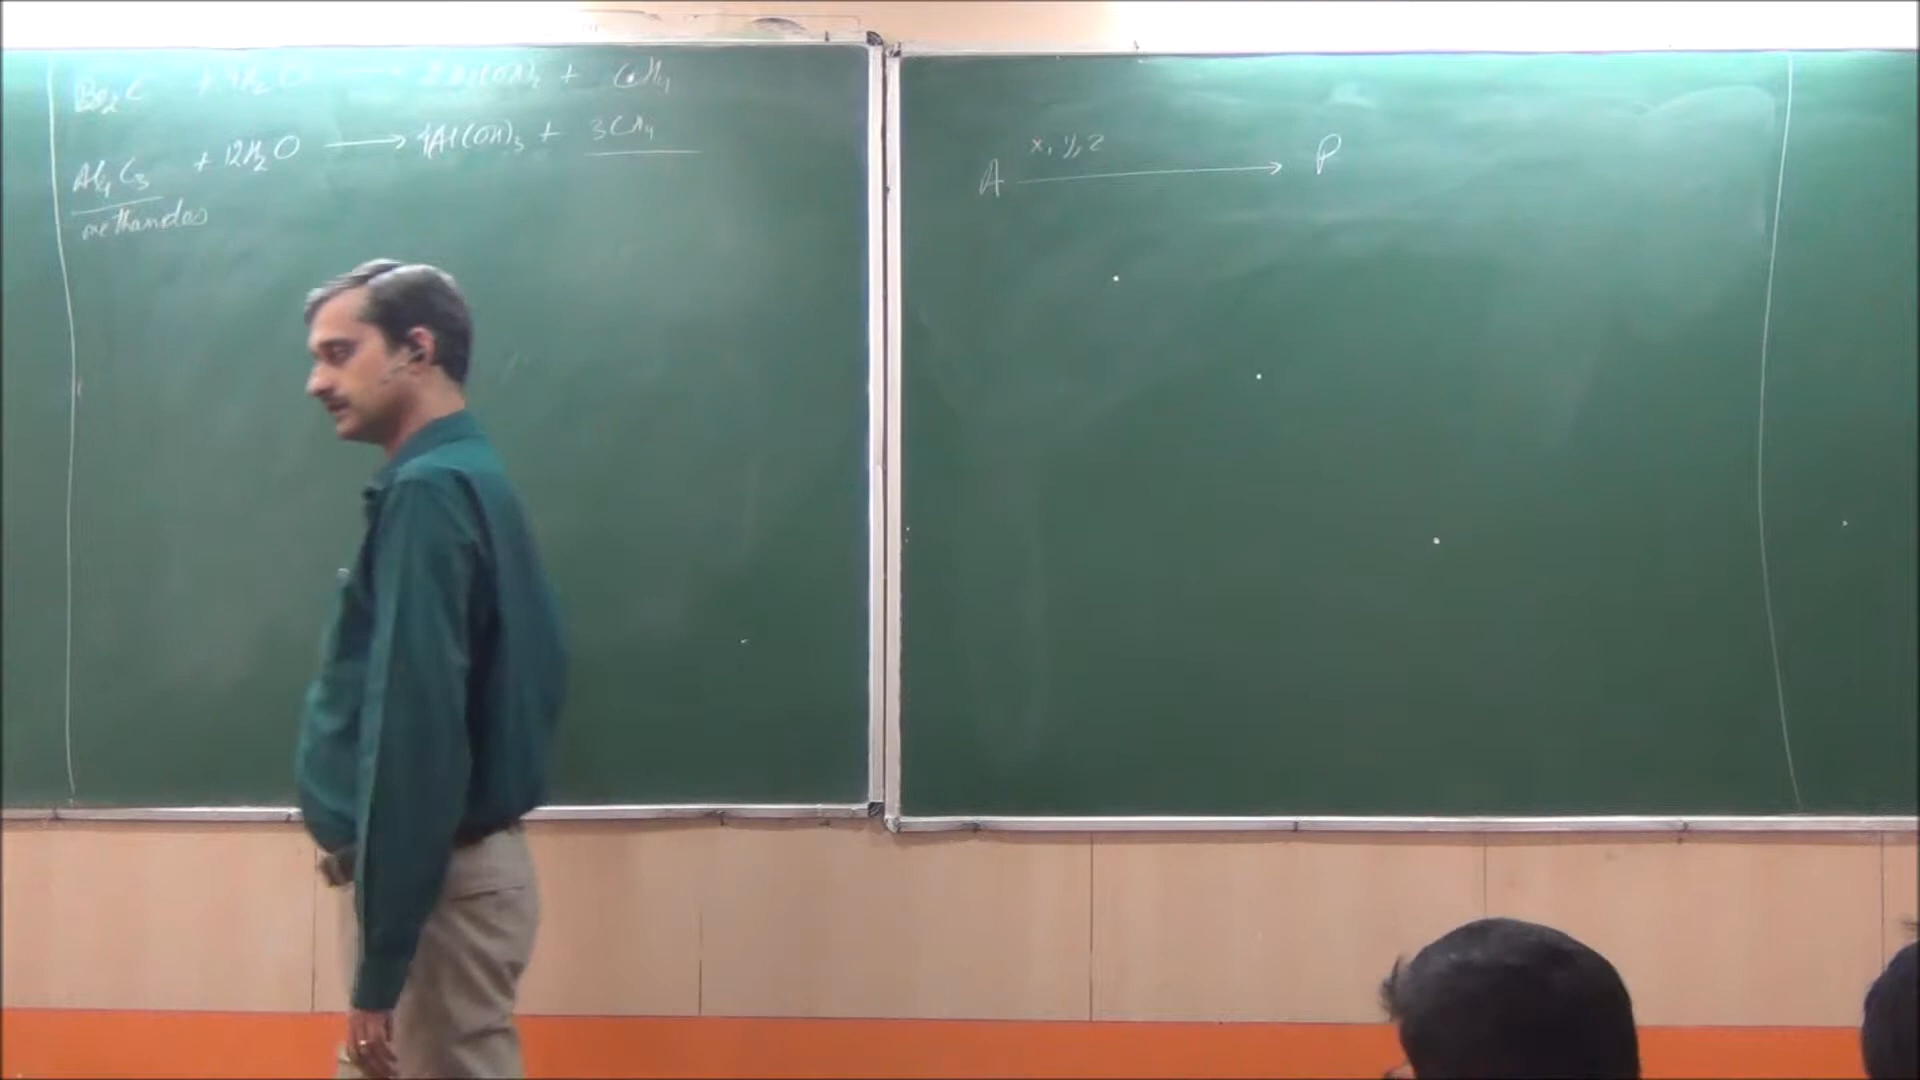 Be₂C + 4H₂O → 2Be(OH)₂ + CH₄
Al₄C₃ + 12H₂O → 4Al(OH)₃ + 3CH₄
methanides
A x, y, z → P